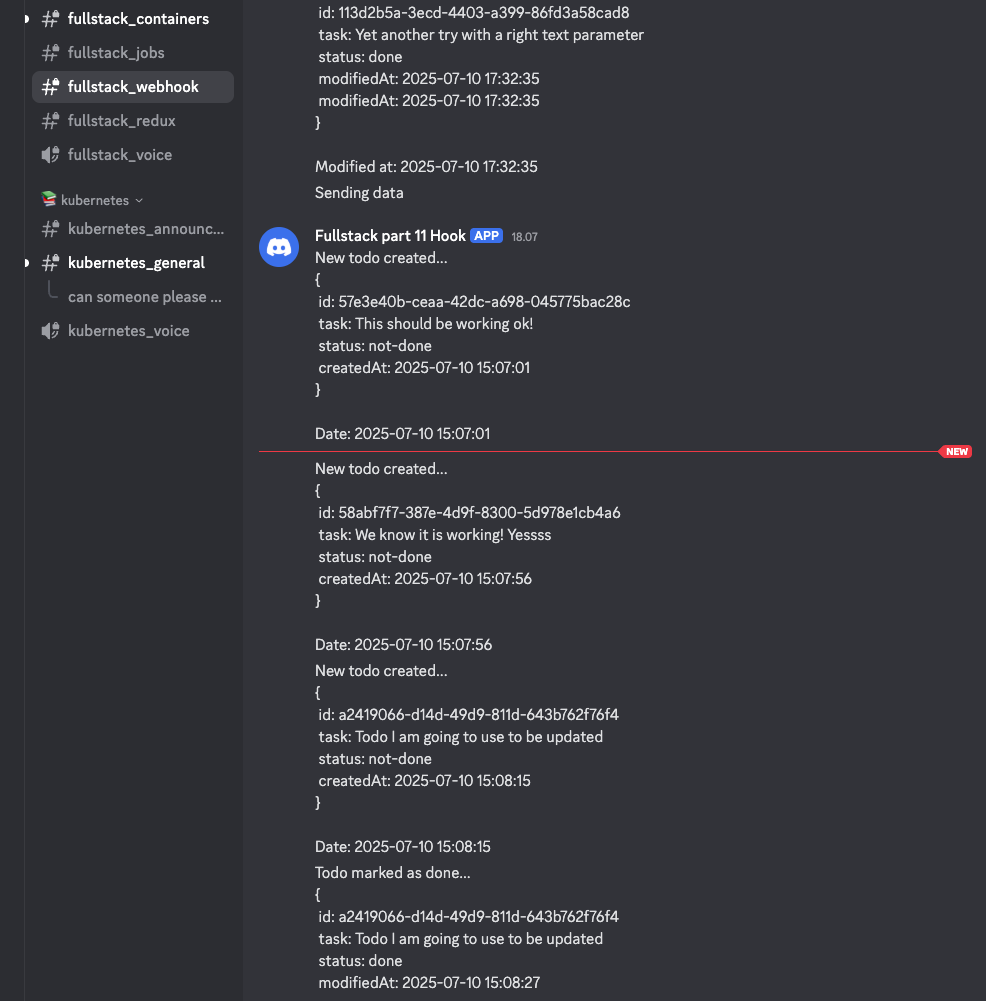 fullstack_containers
fullstack_jobs
fullstack_webhook
fullstack_redux
fullstack_voice
kubernetes
kubernetes_announc...
kubernetes_general
can someone please ...
kubernetes_voice
id: 113d2b5a-3ecd-4403-a399-86fd3a58cad8
task: Yet another try with a right text parameter
status: done
modifiedAt: 2025-07-10 17:32:35
modifiedAt: 2025-07-10 17:32:35
}
Modified at: 2025-07-10 17:32:35
Sending data
Fullstack part 11 Hook APP 18.07
New todo created...
{
id: 57e3e40b-ceaa-42dc-a698-045775bac28c
task: This should be working ok!
status: not-done
createdAt: 2025-07-10 15:07:01
}
Date: 2025-07-10 15:07:01
NEW
New todo created...
{
id: 58abf7f7-387e-4d9f-8300-5d978e1cb4a6
task: We know it is working! Yessss
status: not-done
createdAt: 2025-07-10 15:07:56
}
Date: 2025-07-10 15:07:56
New todo created...
{
id: a2419066-d14d-49d9-811d-643b762f76f4
task: Todo I am going to use to be updated
status: not-done
createdAt: 2025-07-10 15:08:15
}
Date: 2025-07-10 15:08:15
Todo marked as done...
{
id: a2419066-d14d-49d9-811d-643b762f76f4
task: Todo I am going to use to be updated
status: done
modifiedAt: 2025-07-10 15:08:27